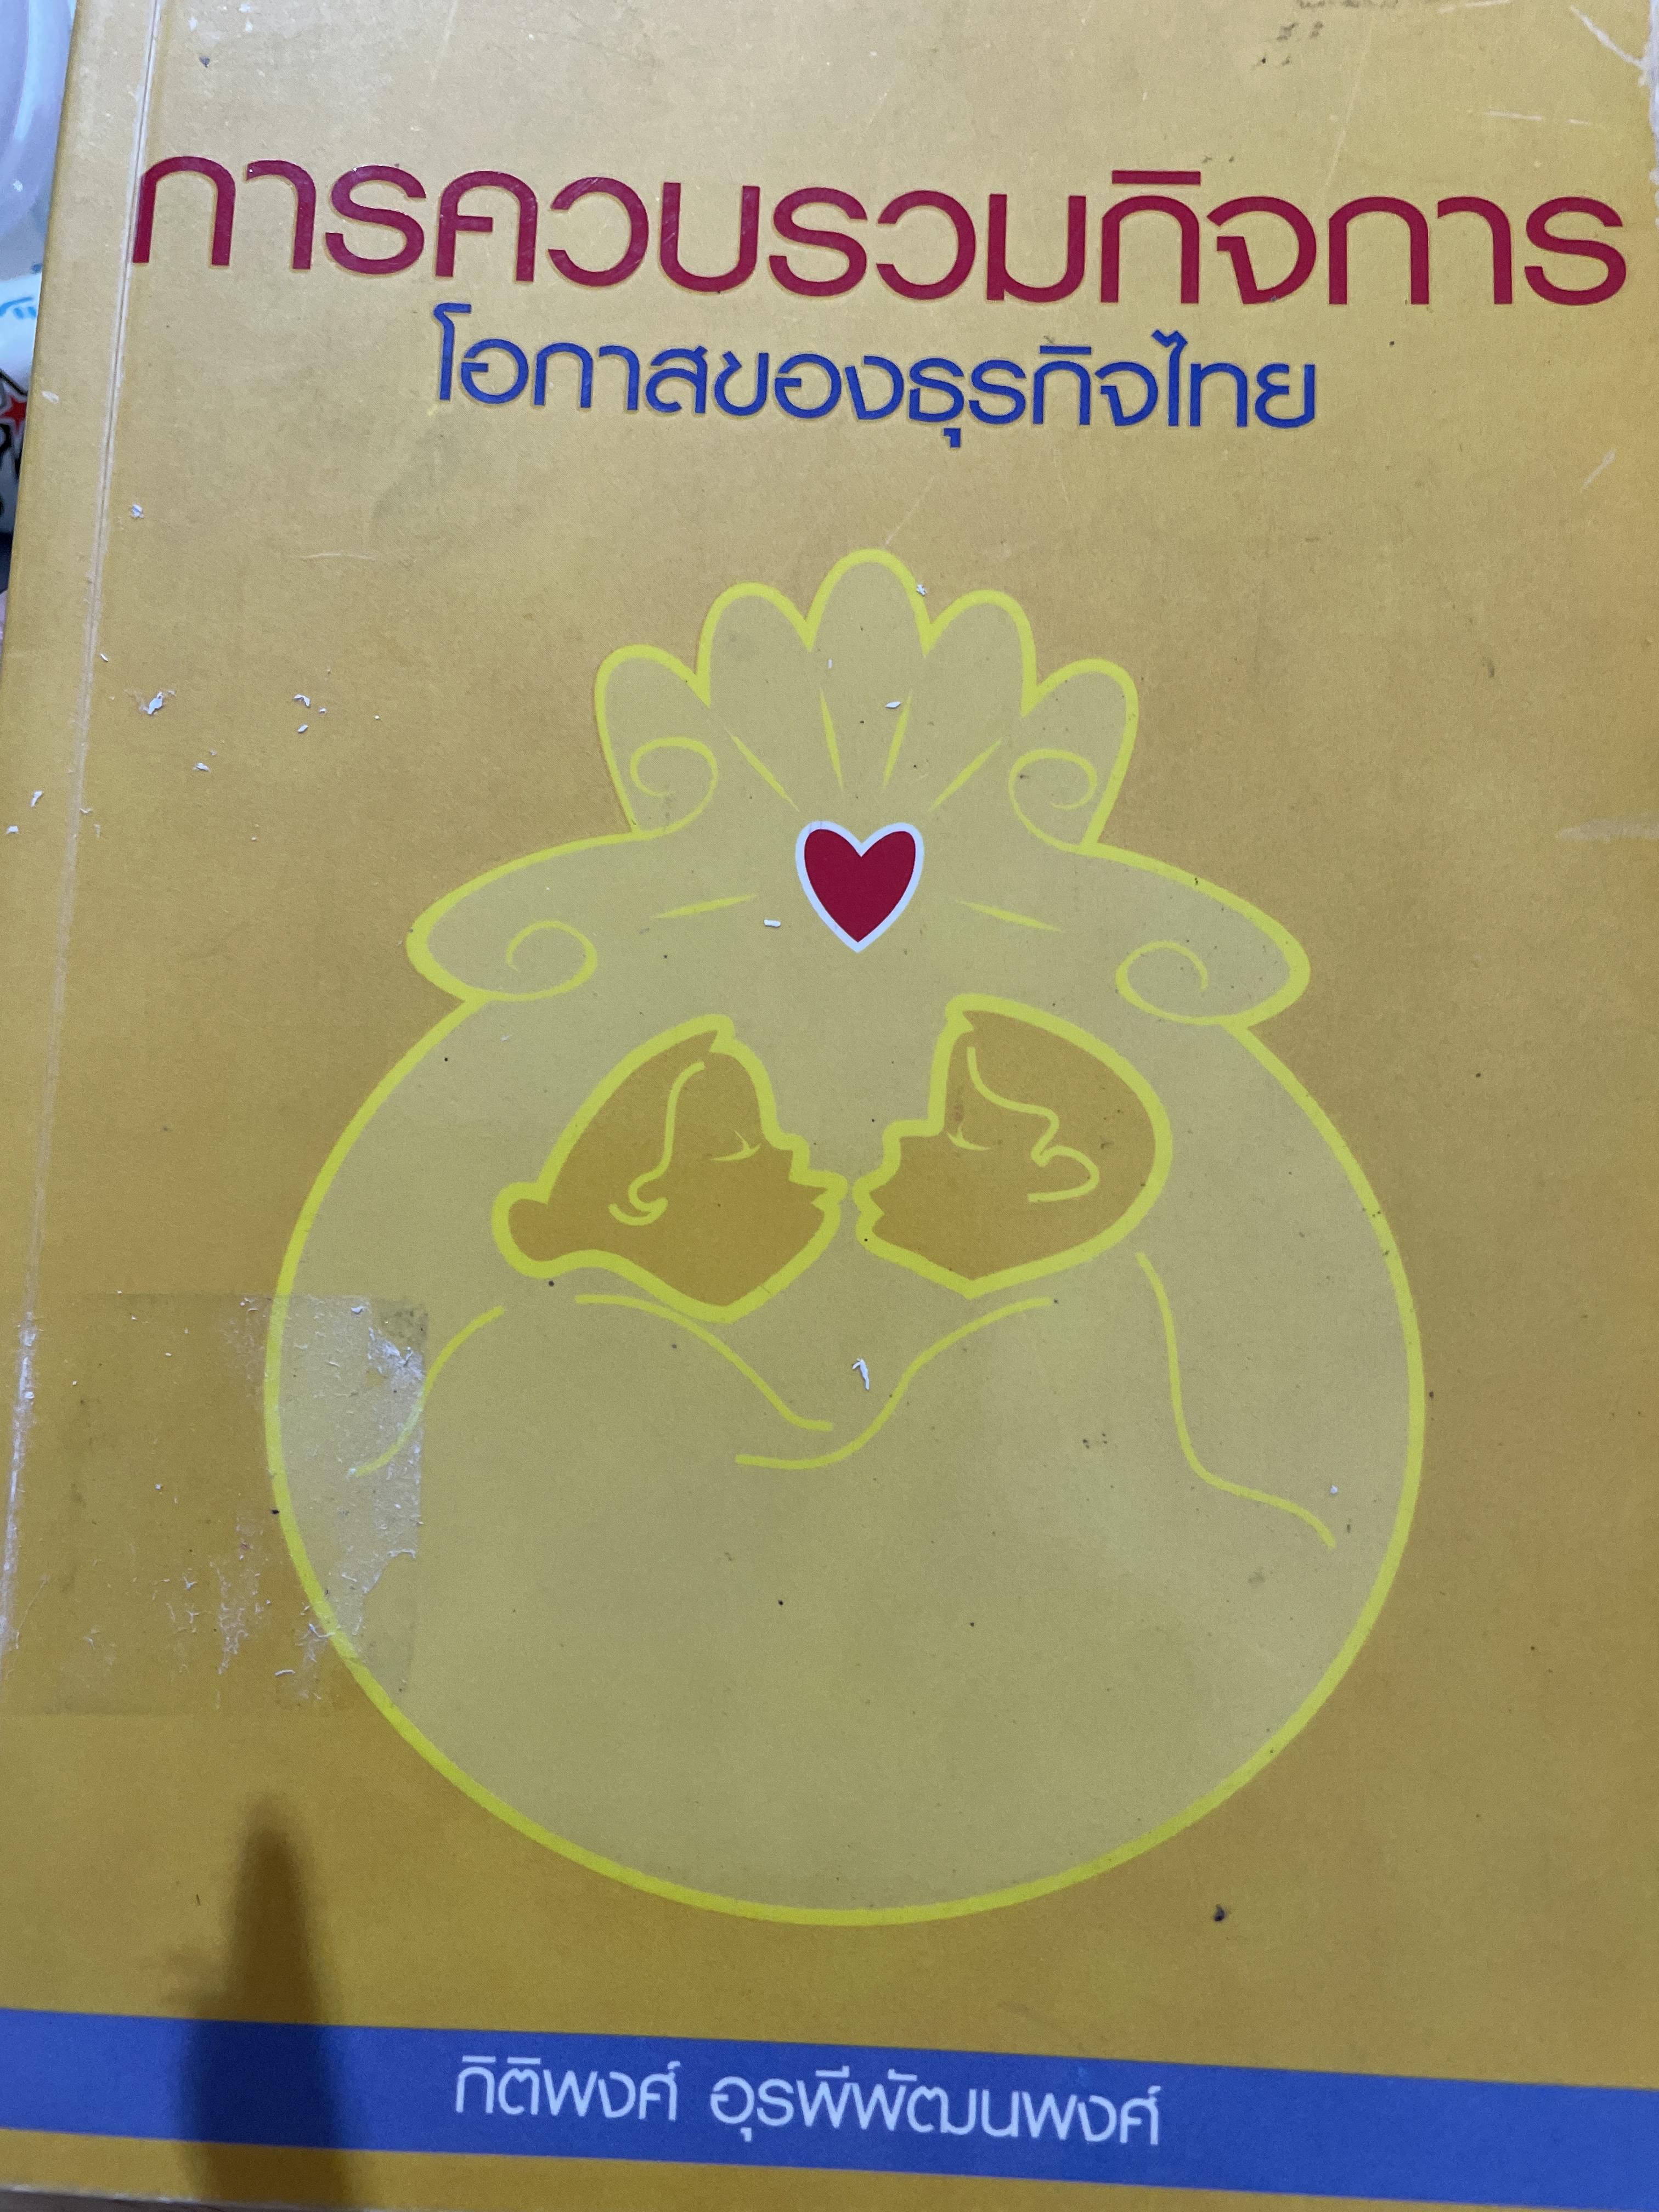 การควบรวมกิจการ
โอกาสของธุรกิจไทย
กิติพงศ์ อุรพีพัฒนพงศ์